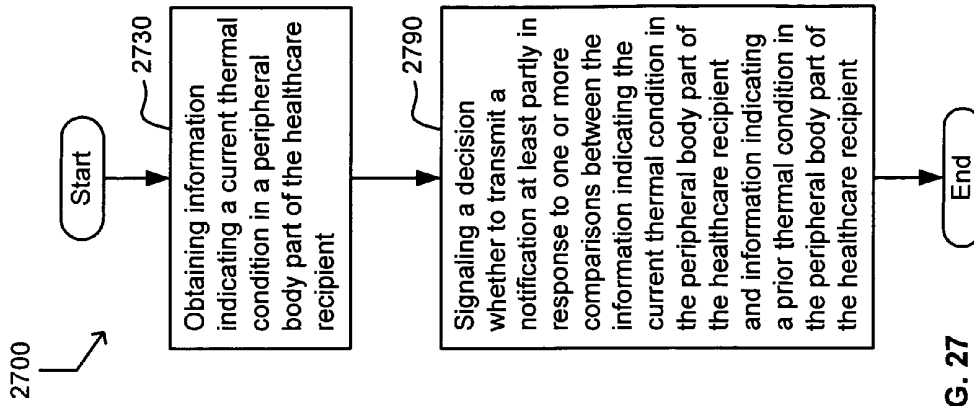 2700
Start
2730
Obtaining information
indicating a current thermal
condition in a peripheral
body part of the healthcare
recipient
2790
Signaling a decision
whether to transmit a
notification at least partly in
response to one or more
comparisons between the
information indicating the
current thermal condition in
the peripheral body part of
the healthcare recipient
and information indicating
a prior thermal condition in
the peripheral body part of
the healthcare recipient
End
G. 27